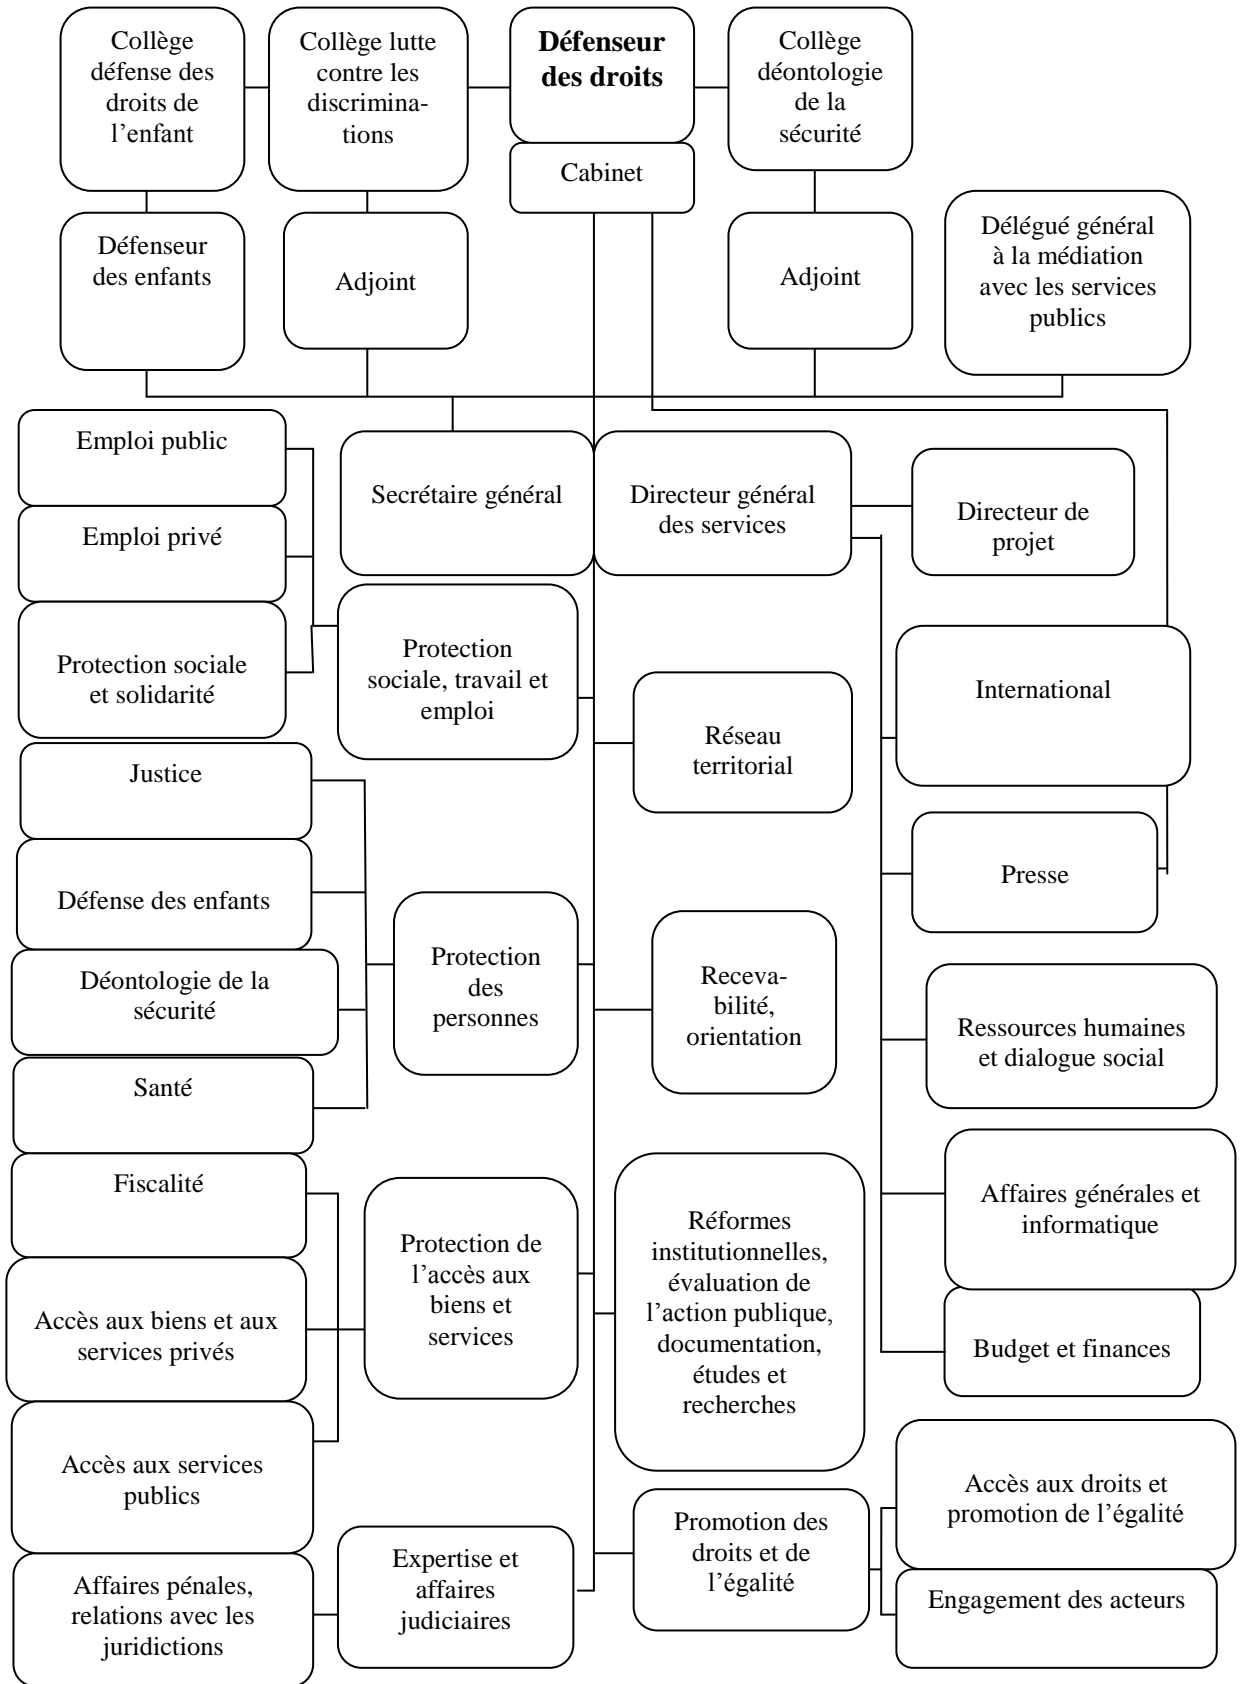 Collège
défense des
droits de
l’enfant
Collège lutte
contre les
discrimina-
tions
Défenseur
des droits
Collège
déontologie
de la
sécurité
Cabinet
Défenseur
des enfants
Adjoint
Adjoint
Délégué général
à la médiation
avec les services
publics
Emploi public
Secrétaire général
Directeur général
des services
Directeur de
projet
Emploi privé
Protection sociale
et solidarité
Protection
sociale, travail et
emploi
Réseau
territorial
International
Justice
Défense des enfants
Déontologie de la
sécurité
Santé
Protection
des
personnes
Receva-
bilité,
orientation
Presse
Ressources humaines
et dialogue social
Fiscalité
Accès aux biens et aux
services privés
Accès aux services
publics
Protection de
l’accès aux
biens et
services
Réformes
institutionnelles,
évaluation de
l’action publique,
documentation,
études et
recherches
Affaires générales et
informatique
Budget et finances
Affaires pénales,
relations avec les
juridictions
Expertise et
affaires
judiciaires
Promotion des
droits et de
l’égalité
Accès aux droits et
promotion de l’égalité
Engagement des acteurs